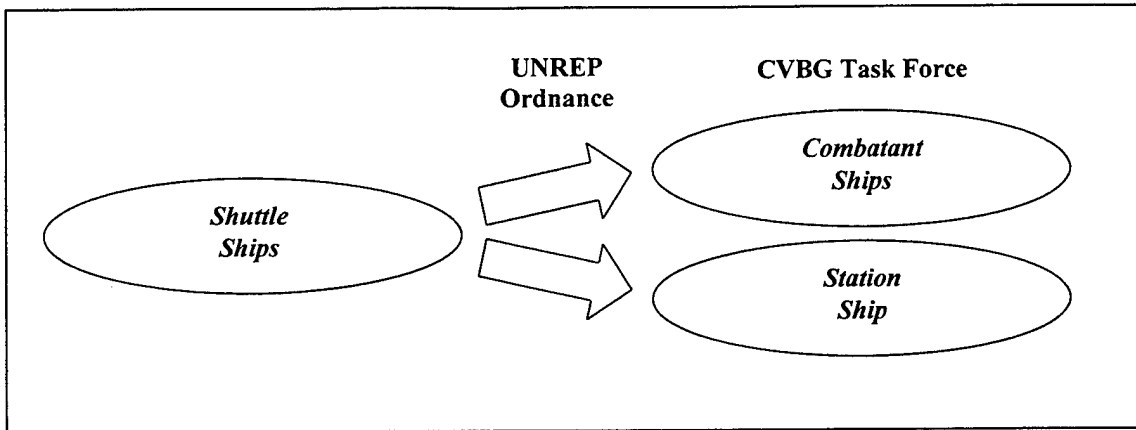 UNREP
Ordnance
CVBG Task Force
Shuttle
Ships
Combatant
Ships
Station
Ship